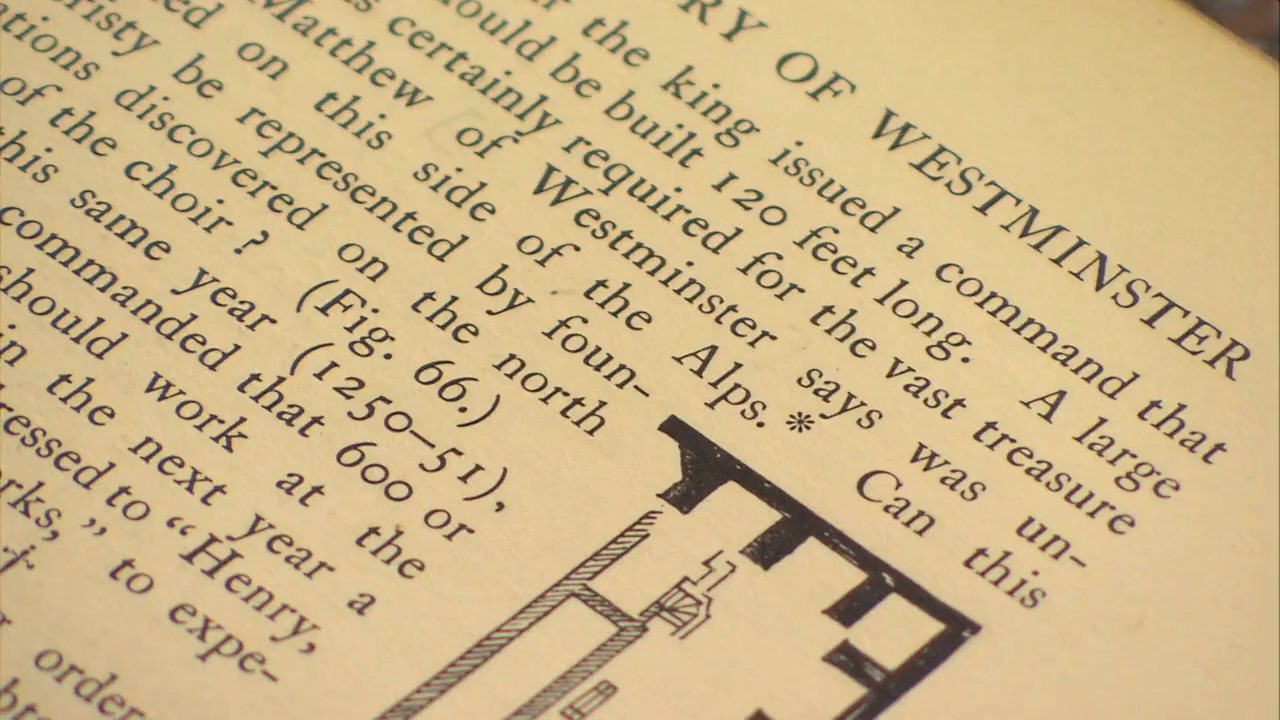 RY OF WESTMINSTER
the king issued a command that
ould be built 120 feet long. A large
certainly required for the vast treasure
Matthew of Westminster says was un-
ed on this side of the Alps.* Can this
risty be represented by foun-
tions discovered on the north
of the choir? (Fig. 66.)
this same year (1250–51),
commanded that 600 or
should work at the
in the next year a
ressed to “Henry,
rks,” to expe-
†
order